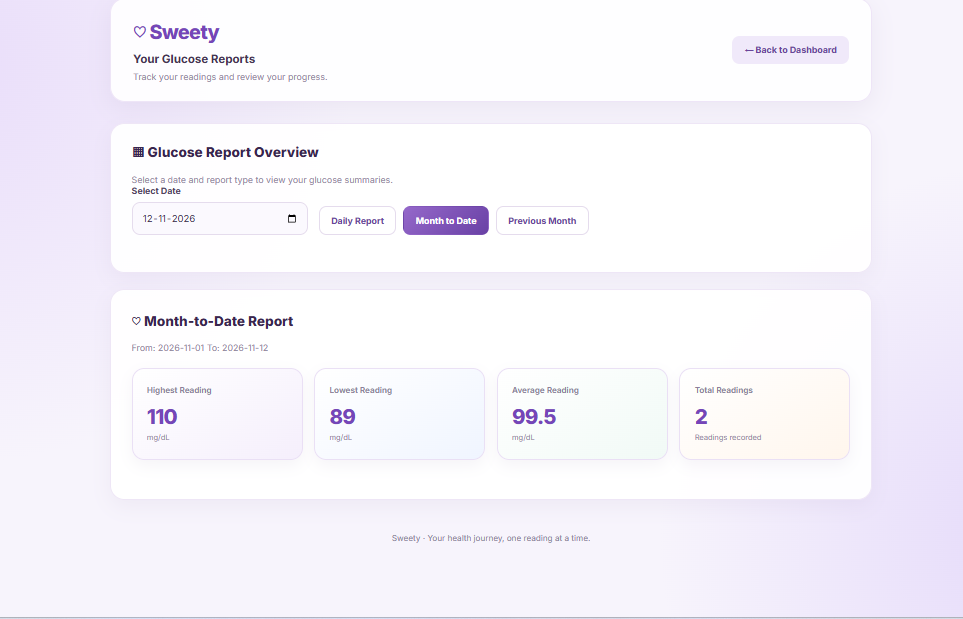 ♡ Sweety
Your Glucose Reports
Track your readings and review your progress.
← Back to Dashboard
Glucose Report Overview
Select a date and report type to view your glucose summaries.
Select Date
12-11-2026
Daily Report
Month to Date
Previous Month
♡ Month-to-Date Report
From: 2026-11-01 To: 2026-11-12
Highest Reading
110
mg/dL
Lowest Reading
89
mg/dL
Average Reading
99.5
mg/dL
Total Readings
2
Readings recorded
Sweety · Your health journey, one reading at a time.